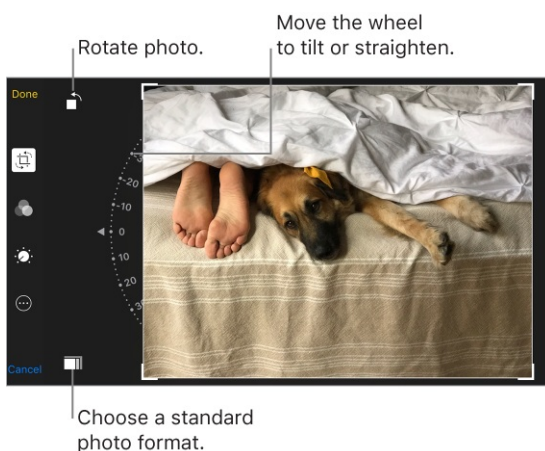 Move the wheel
to tilt or straighten.
Rotate photo.
Done
-20
-10
0
10
20
Cancel
Choose a standard
photo format.